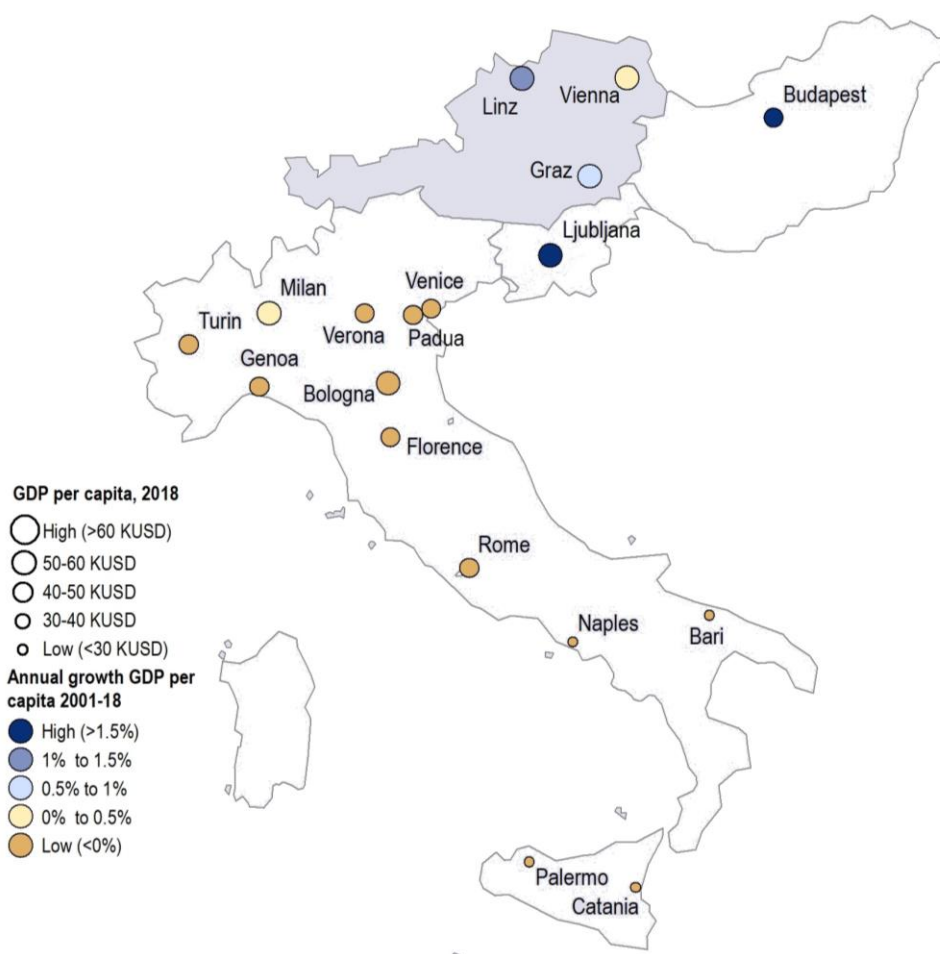 Linz
Vienna
Budapest
Graz
Ljubljana
Venice
Milan
Turin
Verona
Padua
Genoa
Bologna
Florence
GDP per capita, 2018
High (>60 KUSD)
50-60 KUSD
40-50 KUSD
30-40 KUSD
Low (<30 KUSD)
Rome
Naples
Bari
Annual growth GDP per
capita 2001-18
High (>1.5%)
1% to 1.5%
0.5% to 1%
0% to 0.5%
Low (<0%)
Palermo
Catania